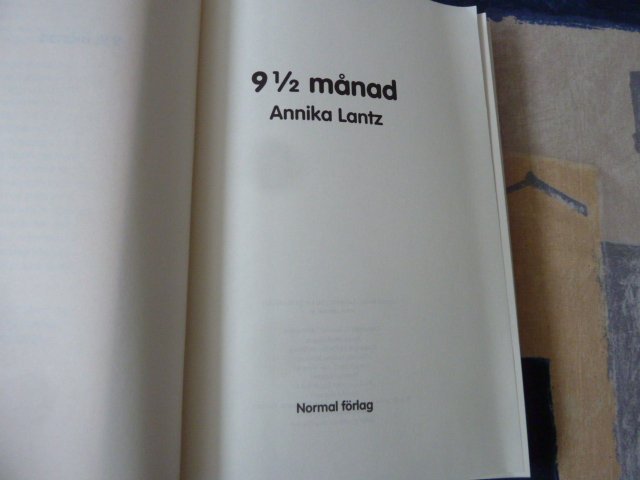 9 ½ månad
Annika Lantz
Normal förlag